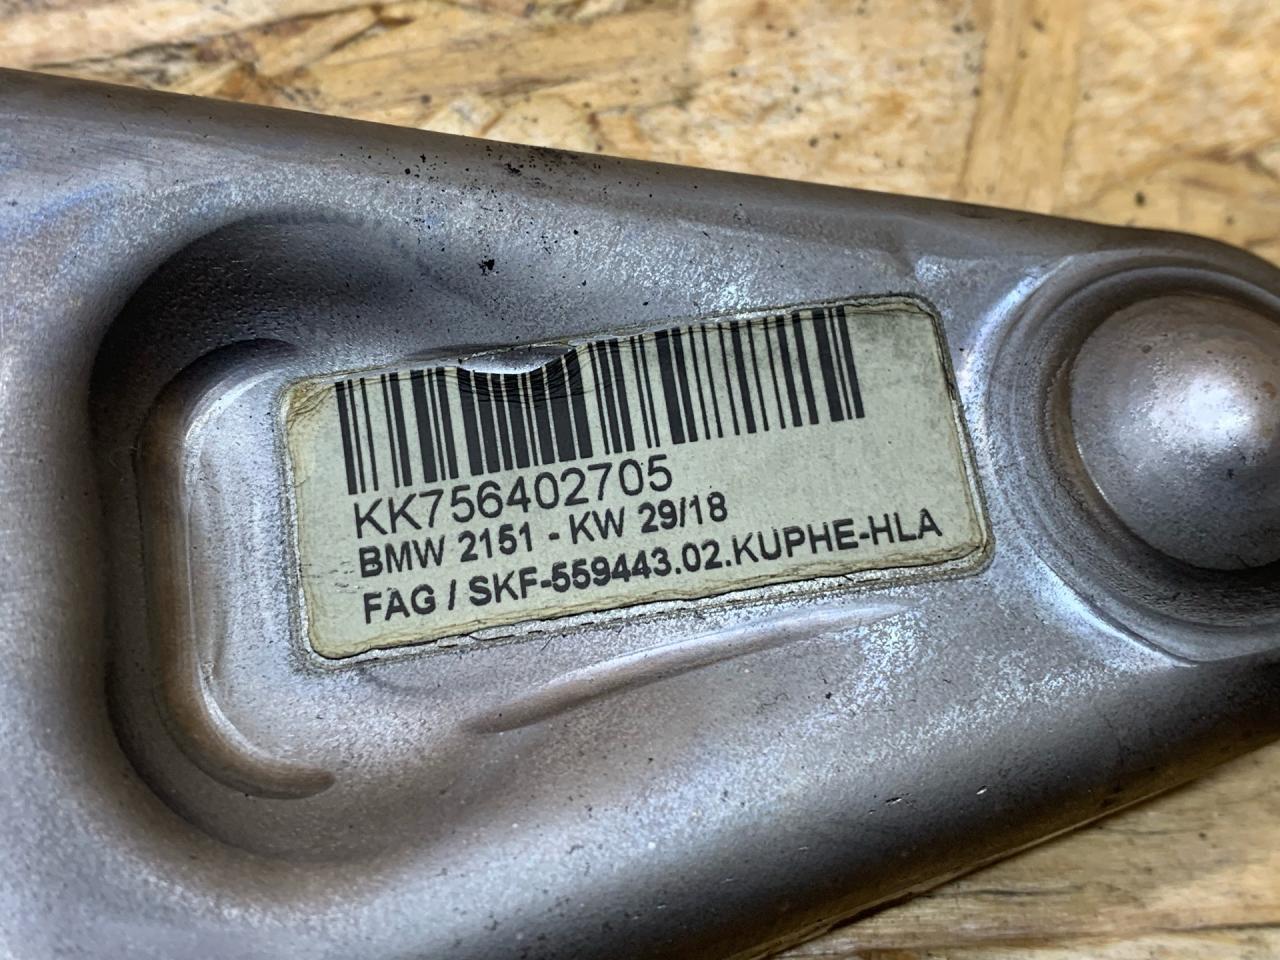 KK756402705
BMW 2151 - KW 29/18
FAG / SKF-559443.02.KUPHE-HLA